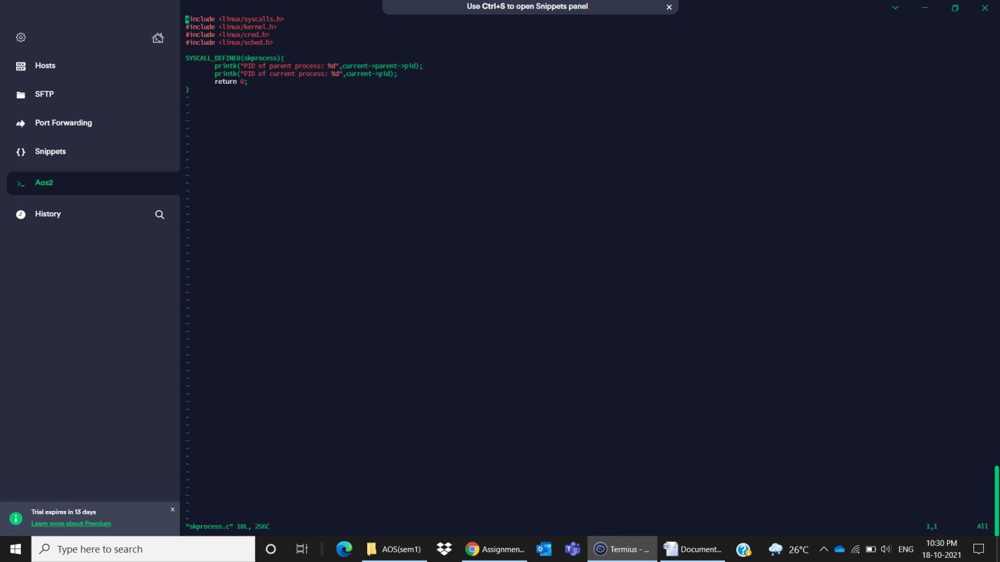 Use Ctrl+S to open Snippets panel
Hosts
SFTP
Port Forwarding
Snippets
Aos2
History
#include <linux/syscalls.h>
#include <linux/kernel.h>
#include <linux/cred.h>
#include <linux/sched.h>
SYSCALL_DEFINE0(skprocess){
printk("PID of parent process: %d",current->parent->pid);
printk("PID of current process: %d",current->pid);
return 0;
}
"skprocess.c" 10L, 256C
1,1
All
Trial expires in 13 days
Learn more about Premium
Type here to search
AOS(sem1)
Assignmen...
Termius - ...
Document...
26°C
ENG
10:30 PM
18-10-2021